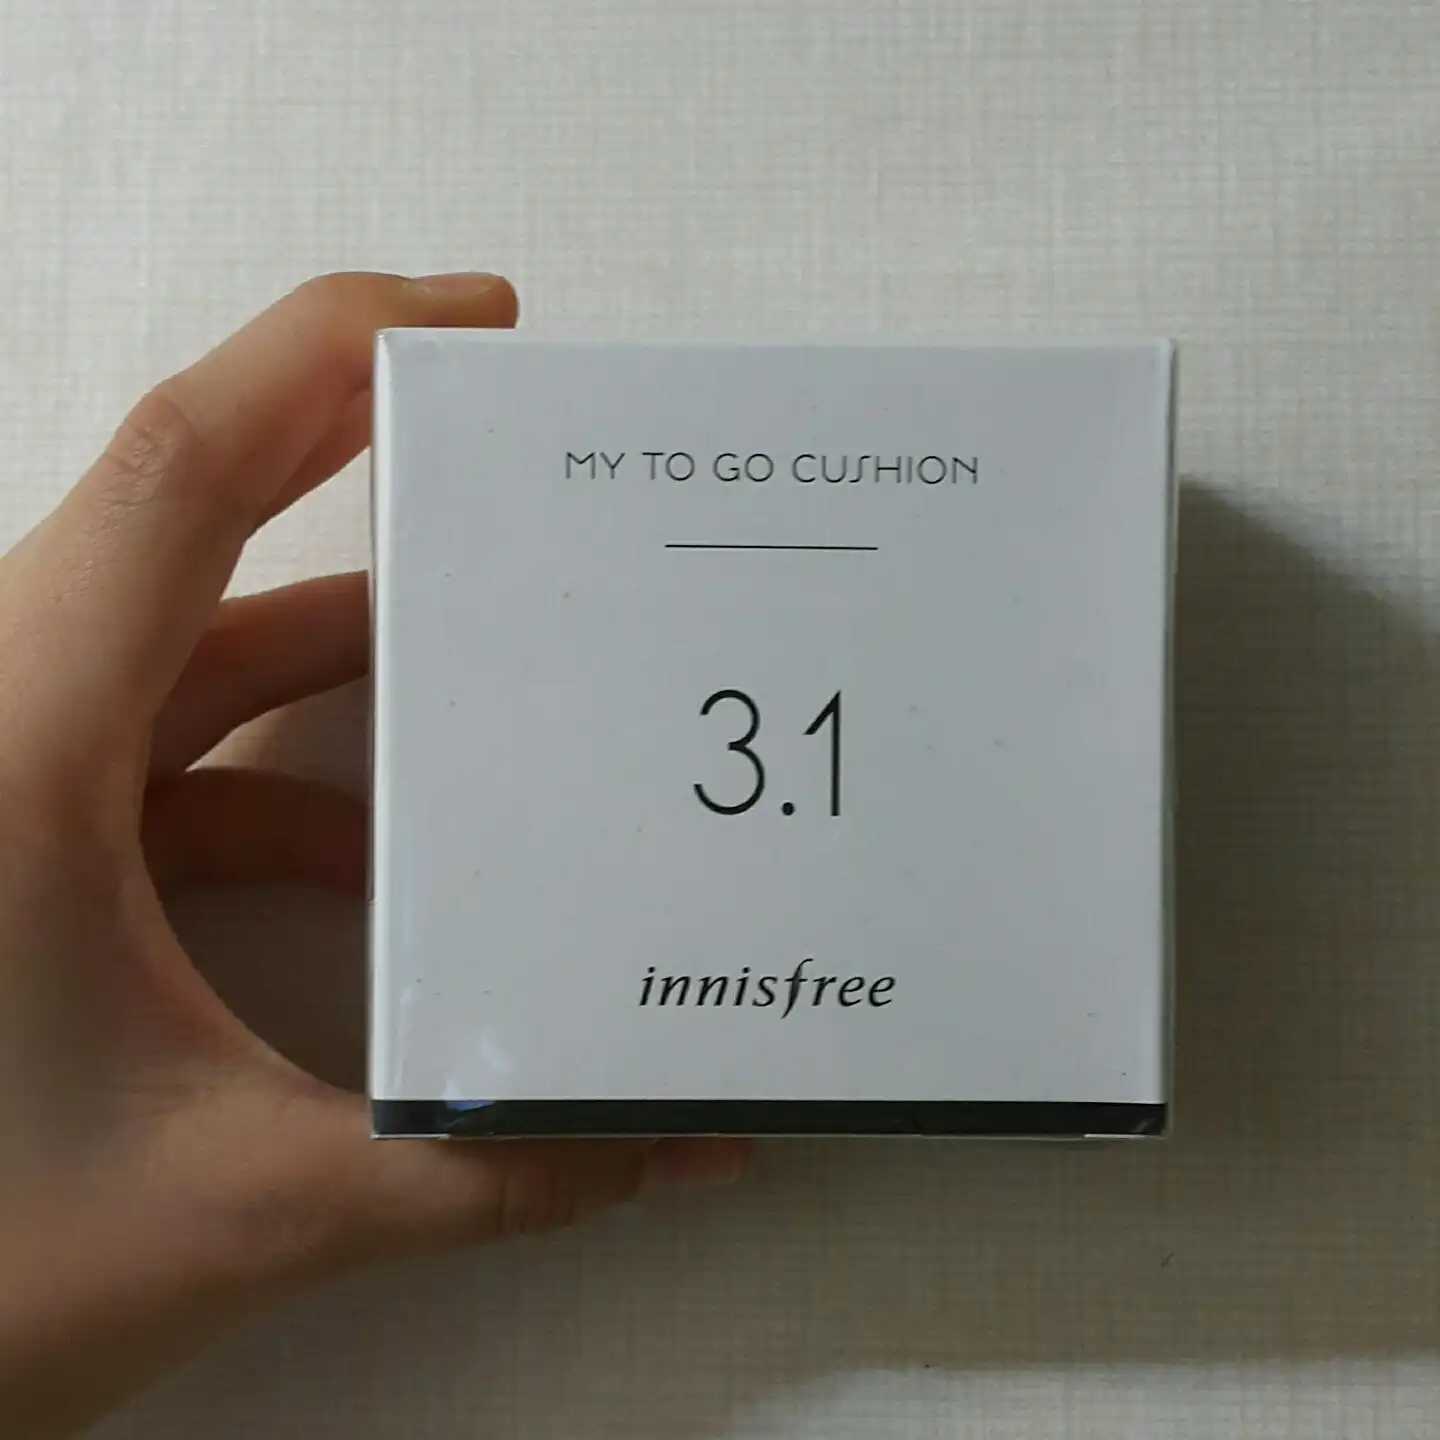 MY TO GO CUSHION
3.1
innisfree